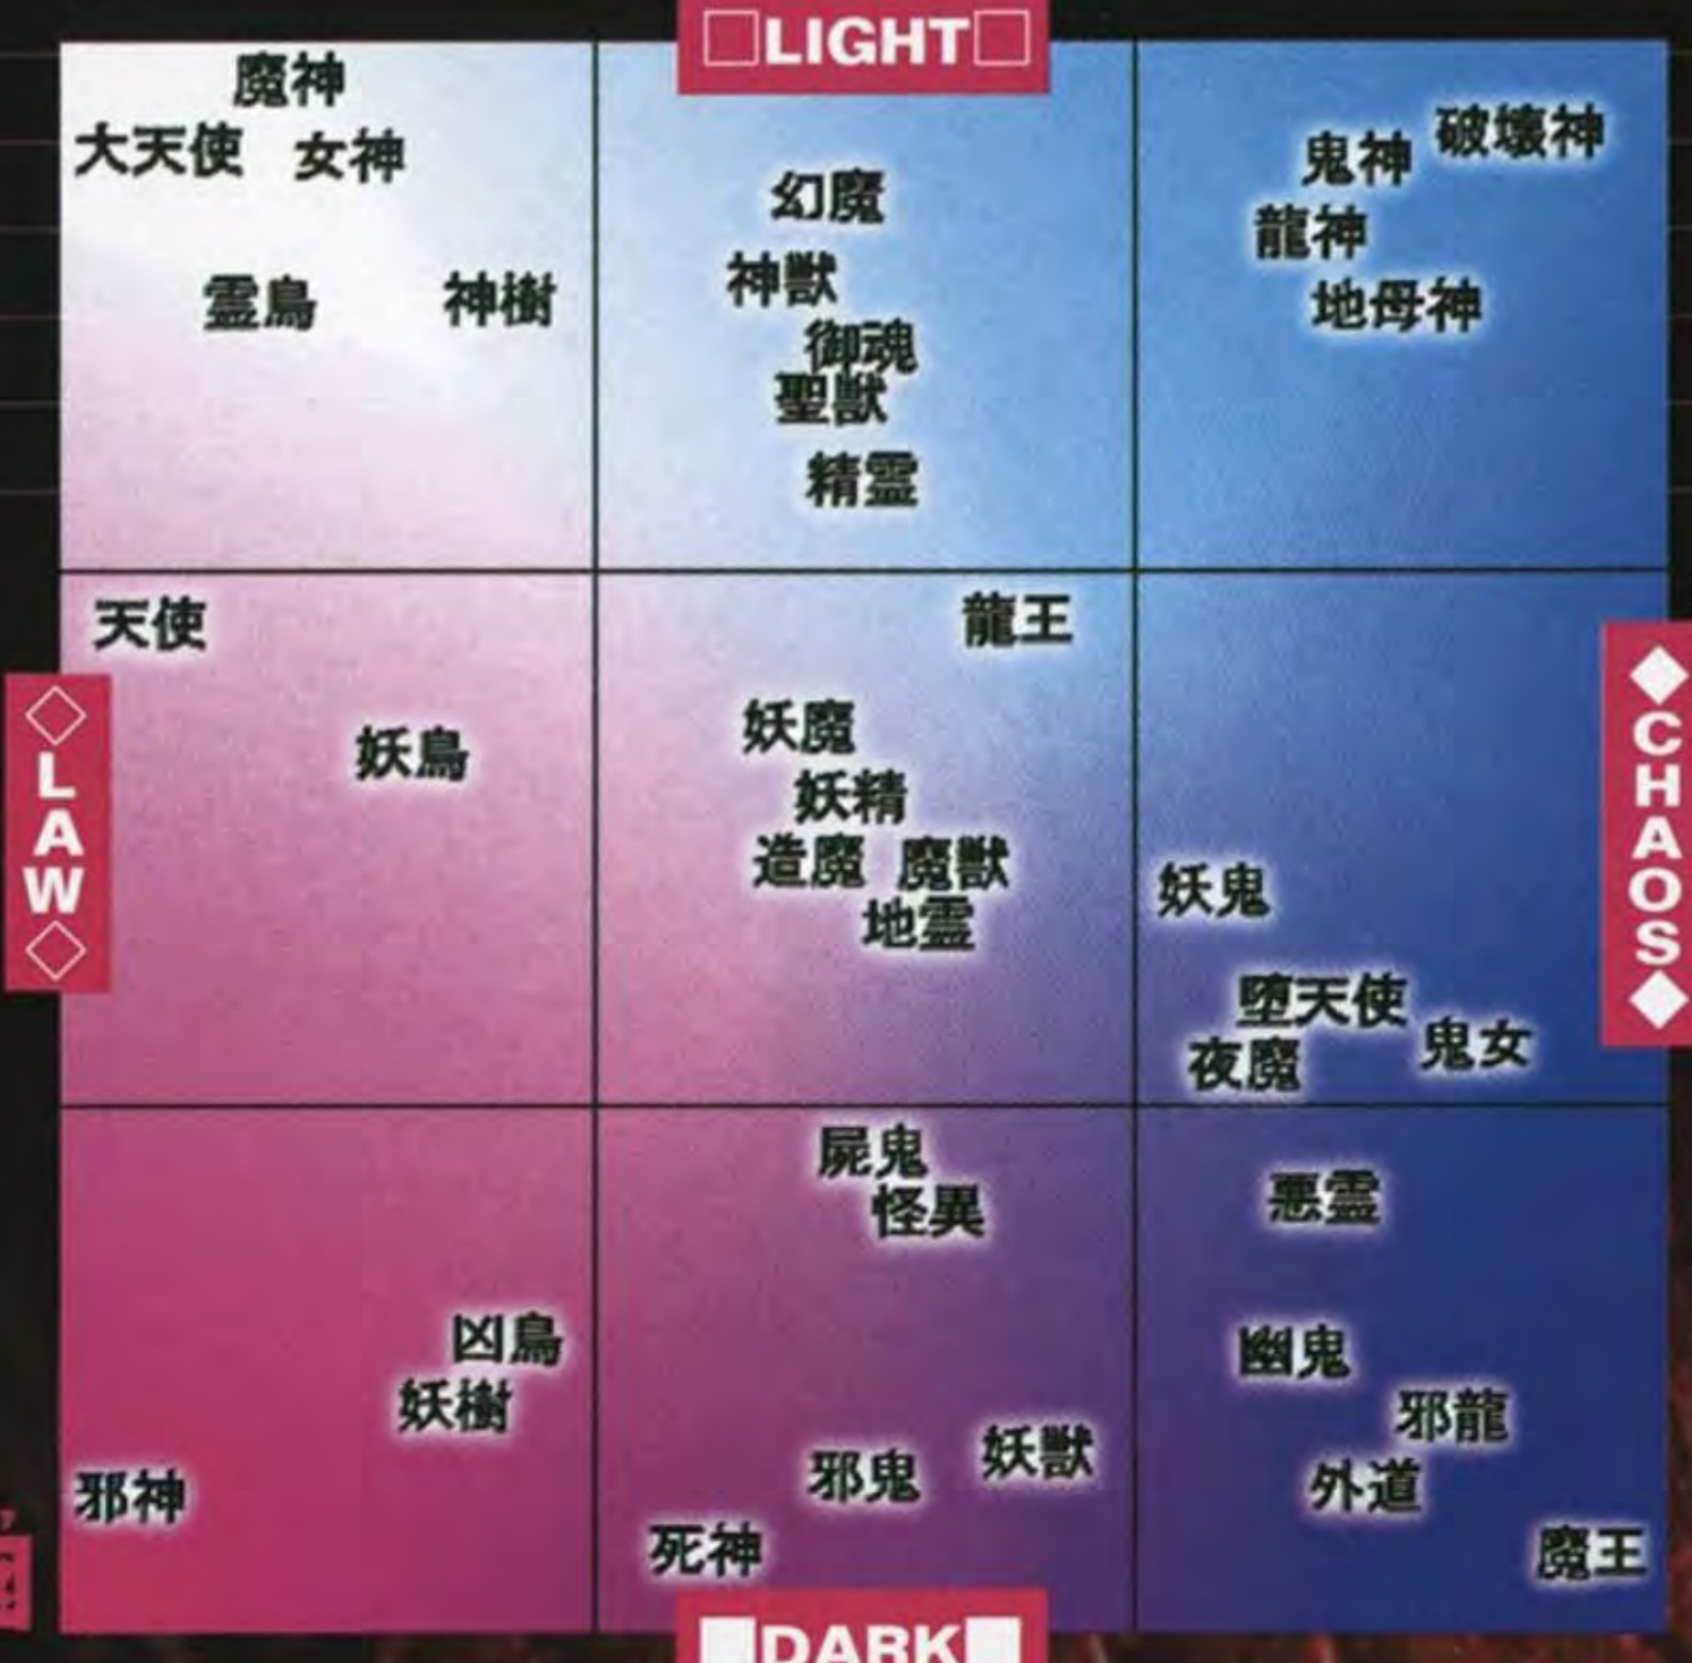 □LIGHT□
魔神
大天使 女神
霊鳥 神樹
幻魔
神獣
御魂
聖獣
精霊
鬼神 破壊神
龍神
地母神
◇LAW◇
天使
妖鳥
龍王
妖魔
妖精
造魔 魔獣
地霊
妖鬼
堕天使
夜魔 鬼女
◆CHAOS◆
凶鳥
妖樹
邪神
屍鬼
怪異
邪鬼 妖獣
死神
悪霊
幽鬼
邪龍
外道
魔王
■DARK■